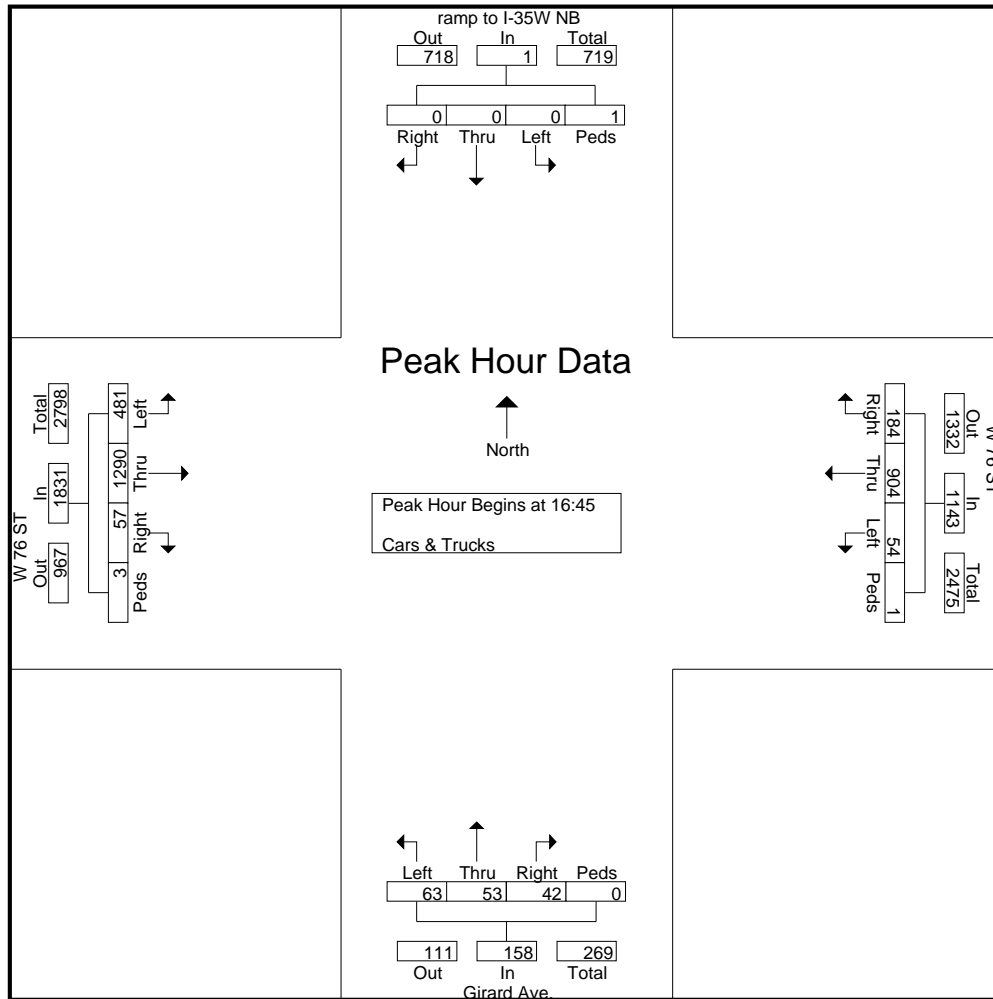 ramp to I-35W NB
Out In Total
718 1 719
0 0 0 1
Right Thru Left Peds
Peak Hour Data
North
Peak Hour Begins at 16:45
Cars & Trucks
W 76 ST
Out In Total
967 1831 2798
3 57 1290 481
Peds Right Thru Left
W 76 ST
Out In Total
1332 1143 2475
184 904 54 1
Right Thru Left Peds
Left Thru Right Peds
63 53 42 0
111 158 269
Out In Total
Girard Ave.